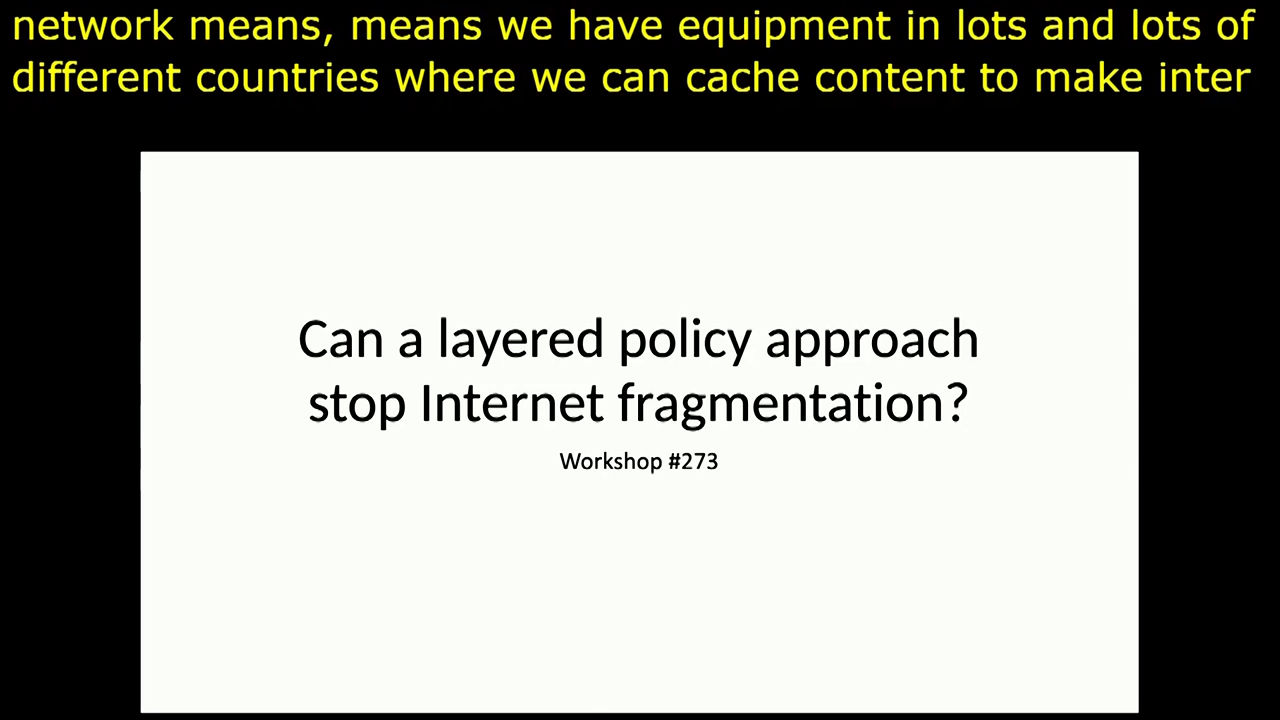 network means, means we have equipment in lots and lots of
different countries where we can cache content to make inter
Can a layered policy approach
stop Internet fragmentation?
Workshop #273